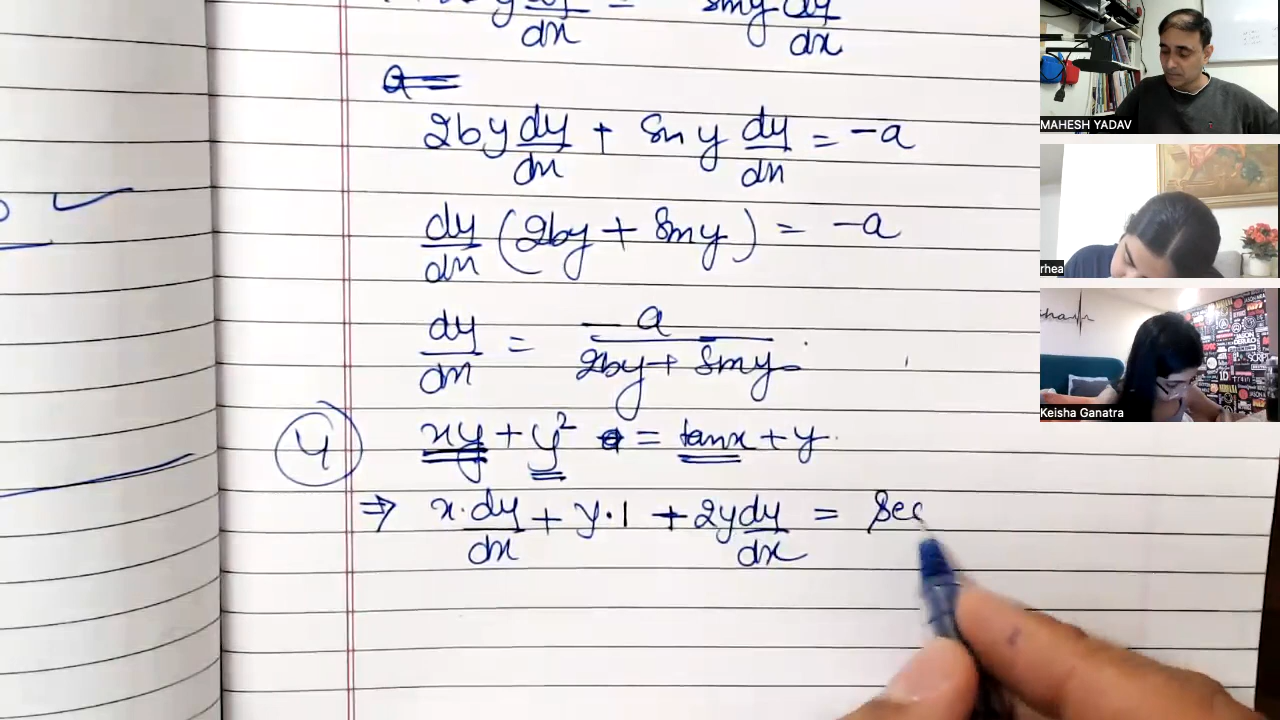 y dy/dx = sin y dy/dx
a =
2by dy/dx + sin y dy/dx = -a
dy/dx (2by + sin y) = -a
dy/dx = -a / 2by + sin y
4 xy + y² = tanx + y
⇒ x·dy/dx + y·1 + 2y dy/dx = Sec
MAHESH YADAV
rhea
Keisha Ganatra